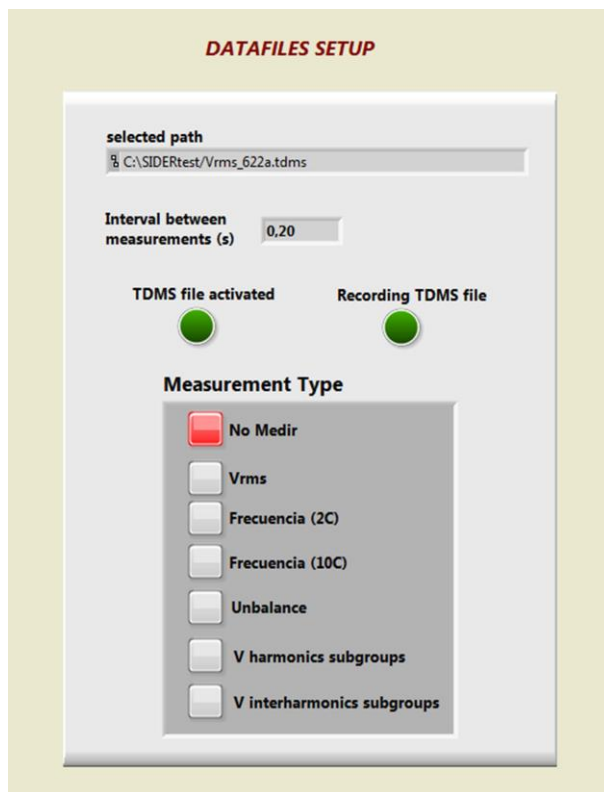 DATAFILES SETUP
selected path
C:\SIDERtest/Vrms_622a.tdms
Interval between
measurements (s)
0,20
TDMS file activated
Recording TDMS file
Measurement Type
No Medir
Vrms
Frecuencia (2C)
Frecuencia (10C)
Unbalance
V harmonics subgroups
V interharmonics subgroups